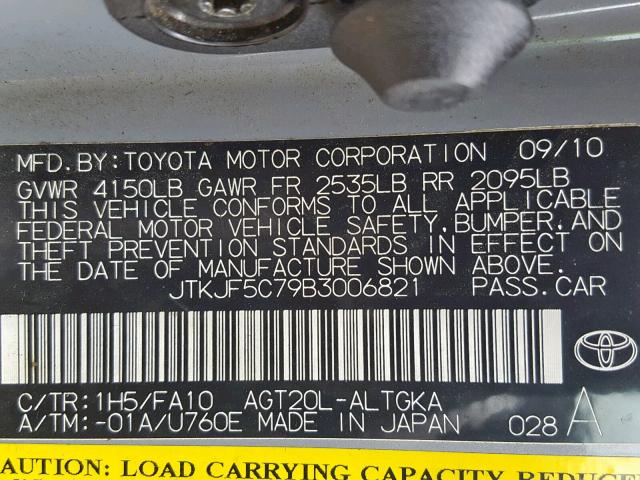 MFD.BY:TOYOTA MOTOR CORPORATION 09/10
GVWR 4150LB GAWR FR 2535LB RR 2095LB
THIS VEHICLE CONFORMS TO ALL APPLICABLE
FEDERAL MOTOR VEHICLE SAFETY,BUMPER,AND
THEFT PREVENTION STANDARDS IN EFFECT ON
THE DATE OF MANUFACTURE SHOWN ABOVE.
JTKJF5C79B3006821 PASS.CAR
C/TR:1H5/FA10 AGT20L-ALTGKA
A/TM:-01A/U760E MADE IN JAPAN 028 A
CAUTION: LOAD CARRYING CAPACITY REDUCED